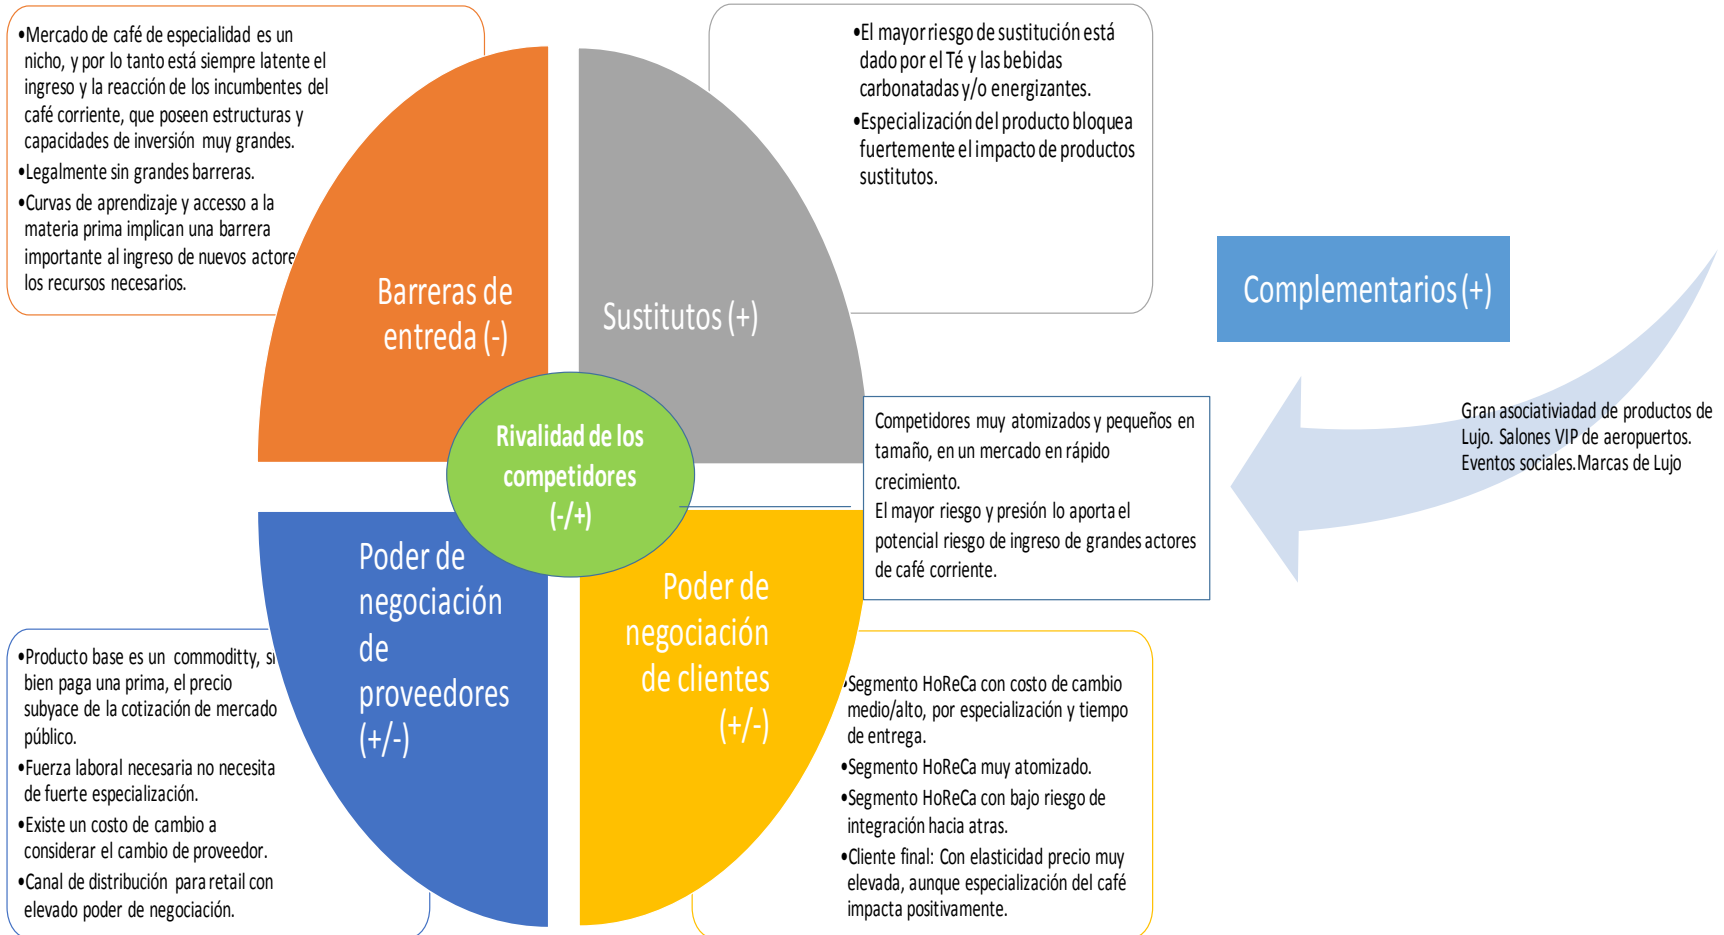 •Mercado de café de especialidad es un
nicho, y por lo tanto está siempre latente el
ingreso y la reacción de los incumbentes del
café corriente, que poseen estructuras y
capacidades de inversión muy grandes.
•Legalmente sin grandes barreras.
•Curvas de aprendizaje y accesso a la
materia prima implican una barrera
importante al ingreso de nuevos actore
los recursos necesarios.
•El mayor riesgo de sustitución está
dado por el Té y las bebidas
carbonatadas y/o energizantes.
•Especialización del producto bloquea
fuertemente el impacto de productos
sustitutos.
Barreras de
entreda (-)
Sustitutos (+)
Complementarios (+)
Rivalidad de los
competidores
(-/+)
Competidores muy atomizados y pequeños en
tamaño, en un mercado en rápido
crecimiento.
El mayor riesgo y presión lo aporta el
potencial riesgo de ingreso de grandes actores
de café corriente.
Gran asociativiadad de productos de
Lujo. Salones VIP de aeropuertos.
Eventos sociales.Marcas de Lujo
Poder de
negociación
de
proveedores
(+/-)
Poder de
negociación
de clientes
(+/-)
•Producto base es un commoditty, si
bien paga una prima, el precio
subyace de la cotización de mercado
público.
•Fuerza laboral necesaria no necesita
de fuerte especialización.
•Existe un costo de cambio a
considerar el cambio de proveedor.
•Canal de distribución para retail con
elevado poder de negociación.
•Segmento HoReCa con costo de cambio
medio/alto, por especialización y tiempo
de entrega.
•Segmento HoReCa muy atomizado.
•Segmento HoReCa con bajo riesgo de
integración hacia atras.
•Cliente final: Con elasticidad precio muy
elevada, aunque especialización del café
impacta positivamente.